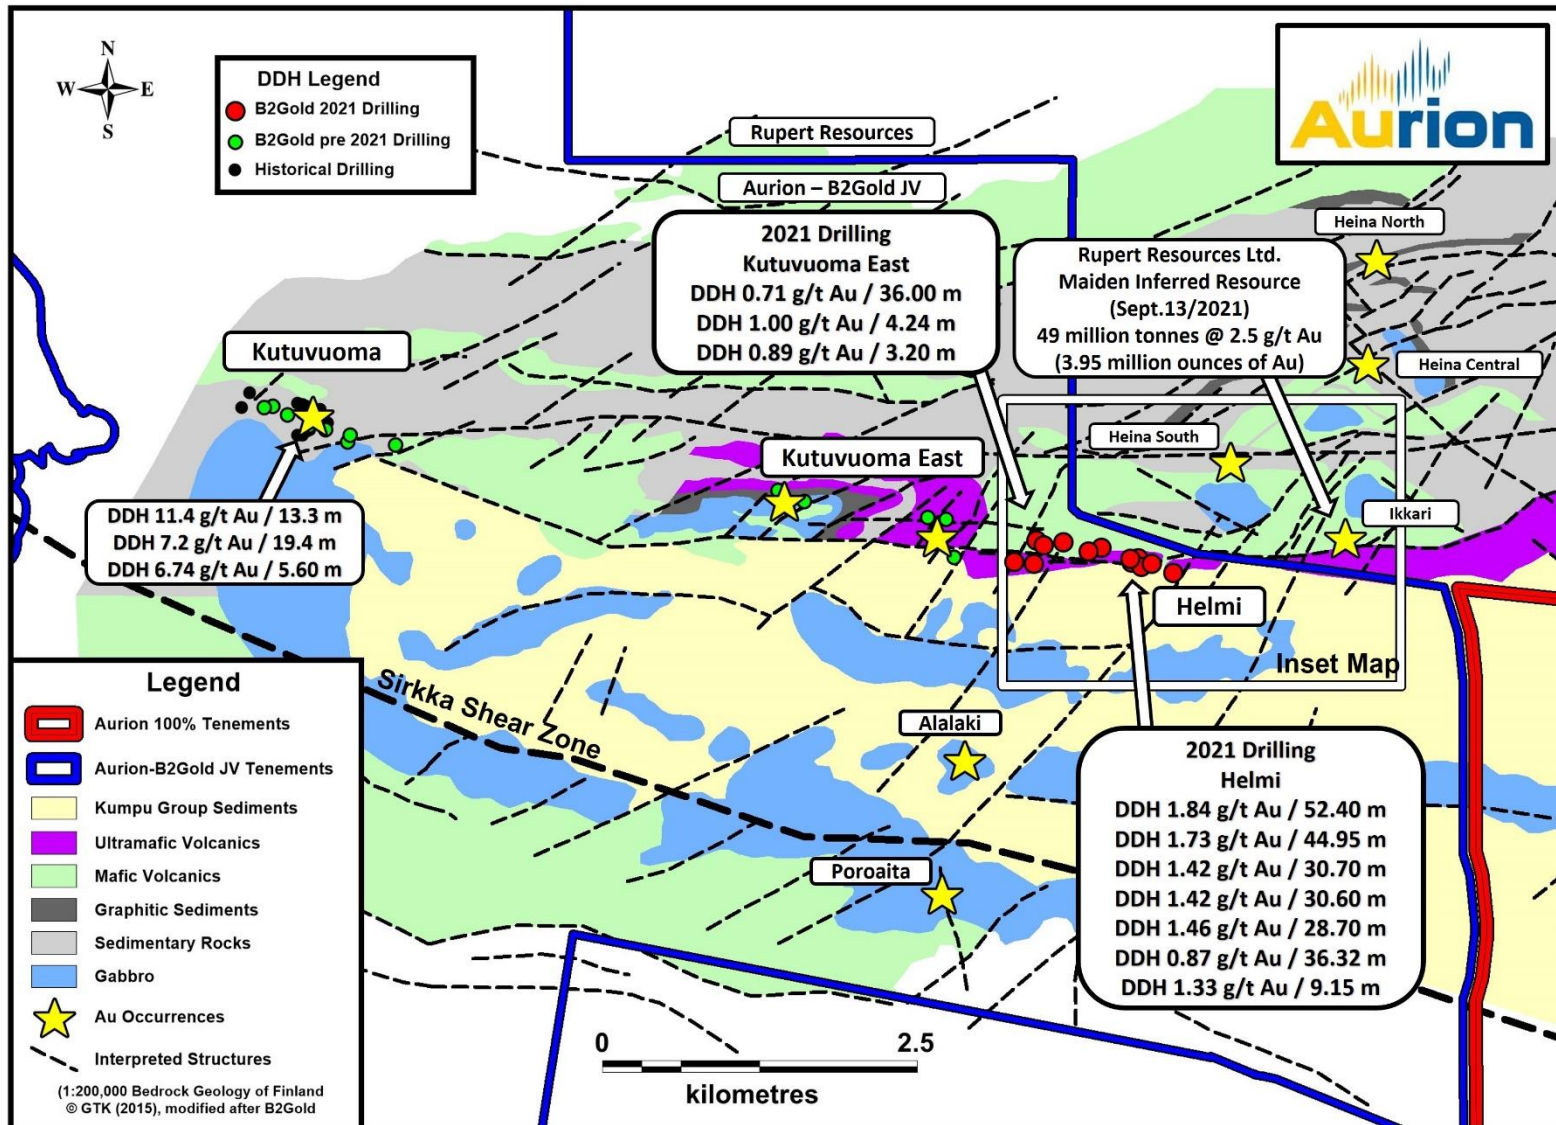 N
W
E
S
DDH Legend
B2Gold 2021 Drilling
B2Gold pre 2021 Drilling
Historical Drilling
Aurion
Rupert Resources
Aurion – B2Gold JV
2021 Drilling
Kutuvuoma East
DDH 0.71 g/t Au / 36.00 m
DDH 1.00 g/t Au / 4.24 m
DDH 0.89 g/t Au / 3.20 m
Rupert Resources Ltd.
Maiden Inferred Resource
(Sept.13/2021)
49 million tonnes @ 2.5 g/t Au
(3.95 million ounces of Au)
Heina North
Heina Central
Kutuvuoma
Heina South
Kutuvuoma East
Ikkari
DDH 11.4 g/t Au / 13.3 m
DDH 7.2 g/t Au / 19.4 m
DDH 6.74 g/t Au / 5.60 m
Helmi
Inset Map
Sirkka Shear Zone
Alalaki
Poroaita
2021 Drilling
Helmi
DDH 1.84 g/t Au / 52.40 m
DDH 1.73 g/t Au / 44.95 m
DDH 1.42 g/t Au / 30.70 m
DDH 1.42 g/t Au / 30.60 m
DDH 1.46 g/t Au / 28.70 m
DDH 0.87 g/t Au / 36.32 m
DDH 1.33 g/t Au / 9.15 m
Legend
Aurion 100% Tenements
Aurion-B2Gold JV Tenements
Kumpu Group Sediments
Ultramafic Volcanics
Mafic Volcanics
Graphitic Sediments
Sedimentary Rocks
Gabbro
Au Occurrences
Interpreted Structures
(1:200,000 Bedrock Geology of Finland
© GTK (2015), modified after B2Gold
0 2.5
kilometres